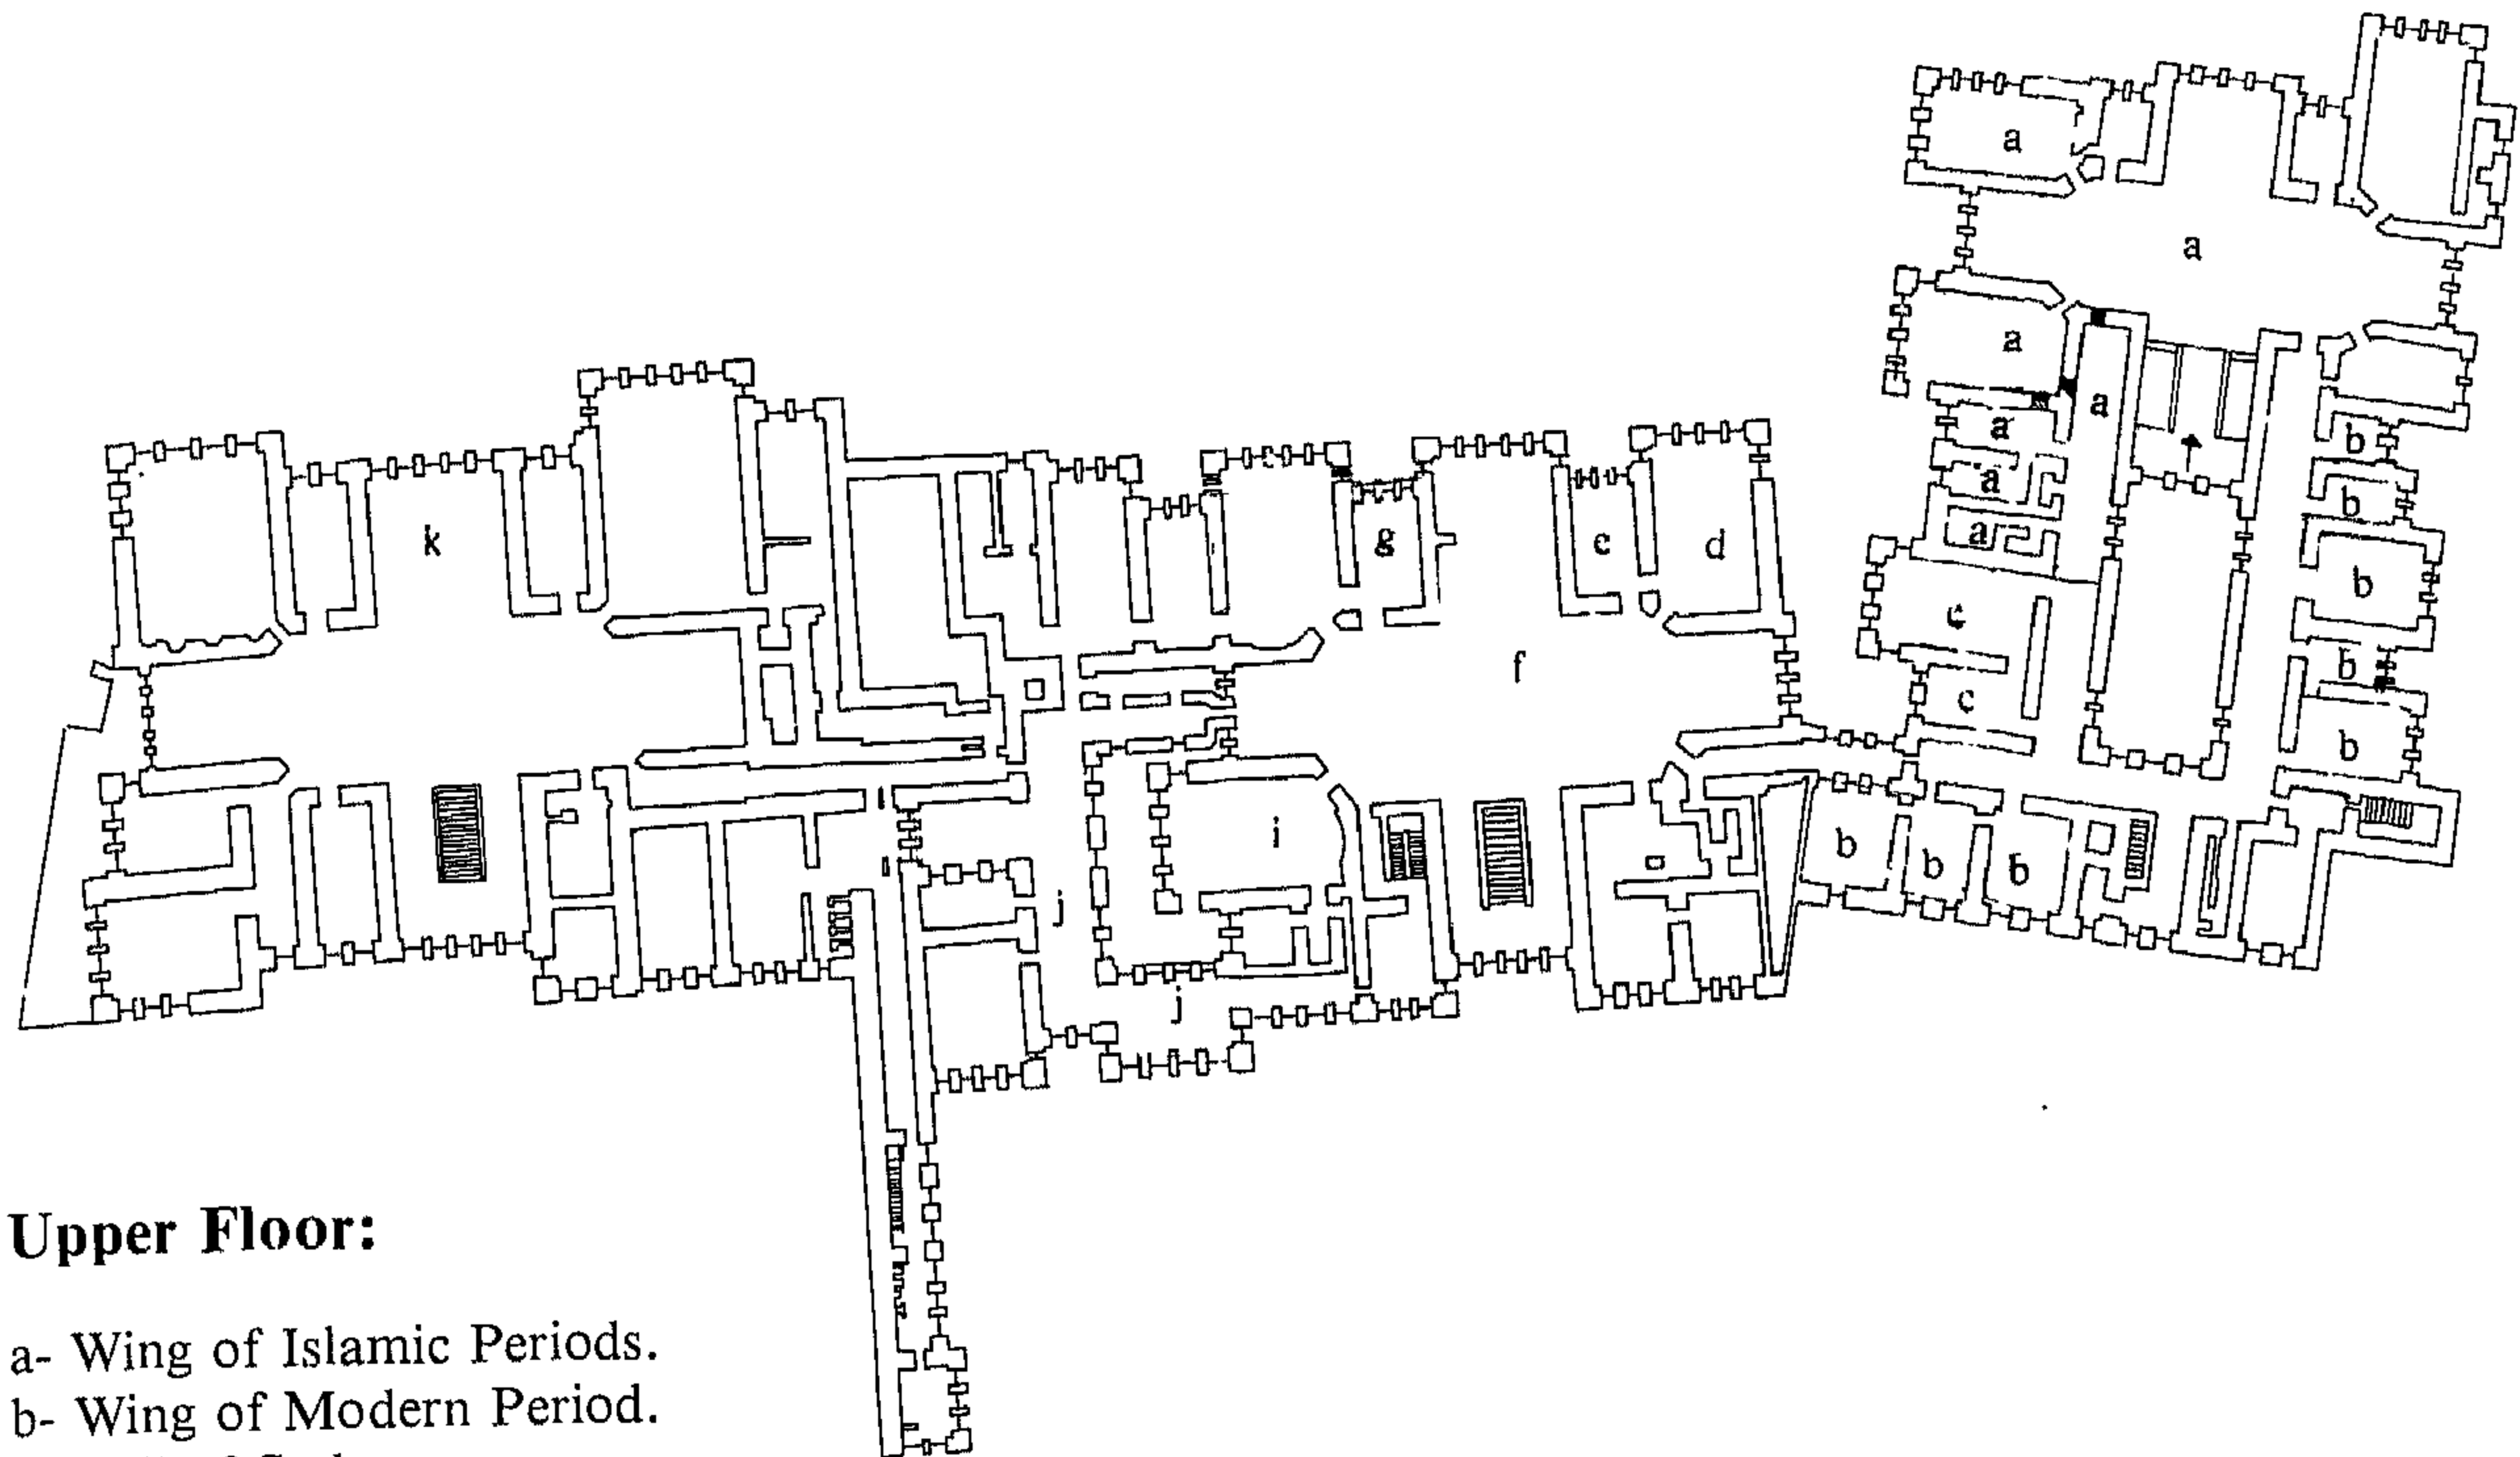 a
a
a
a
a
a
a
a
b
b
b
b
b
k
g
e
d
c
c
f
i
j
j
b
b
b
Upper Floor:
a- Wing of Islamic Periods.
b- Wing of Modern Period.